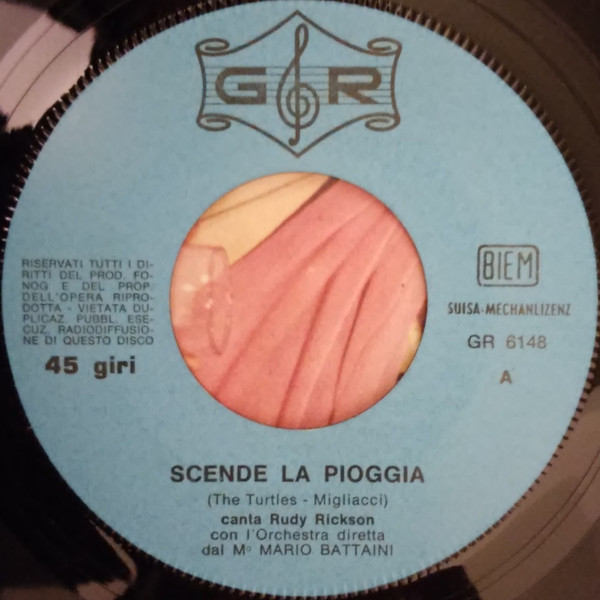 G R
RISERVATI TUTTI I DI-
RITTI DEL PROD. FO-
NOG E DEL PROP.
DELL'OPERA RIPRO-
DOTTA - VIETATA DU-
PLICAZ. PUBBL. ESE-
CUZ. RADIODIFFUSIO-
NE DI QUESTO DISCO
45 giri
BIEM
SUISA-MECHANLIZENZ
GR 6148
A
SCENDE LA PIOGGIA
(The Turtles - Migliacci)
canta Rudy Rickson
con l'Orchestra diretta
dal Mº MARIO BATTAINI